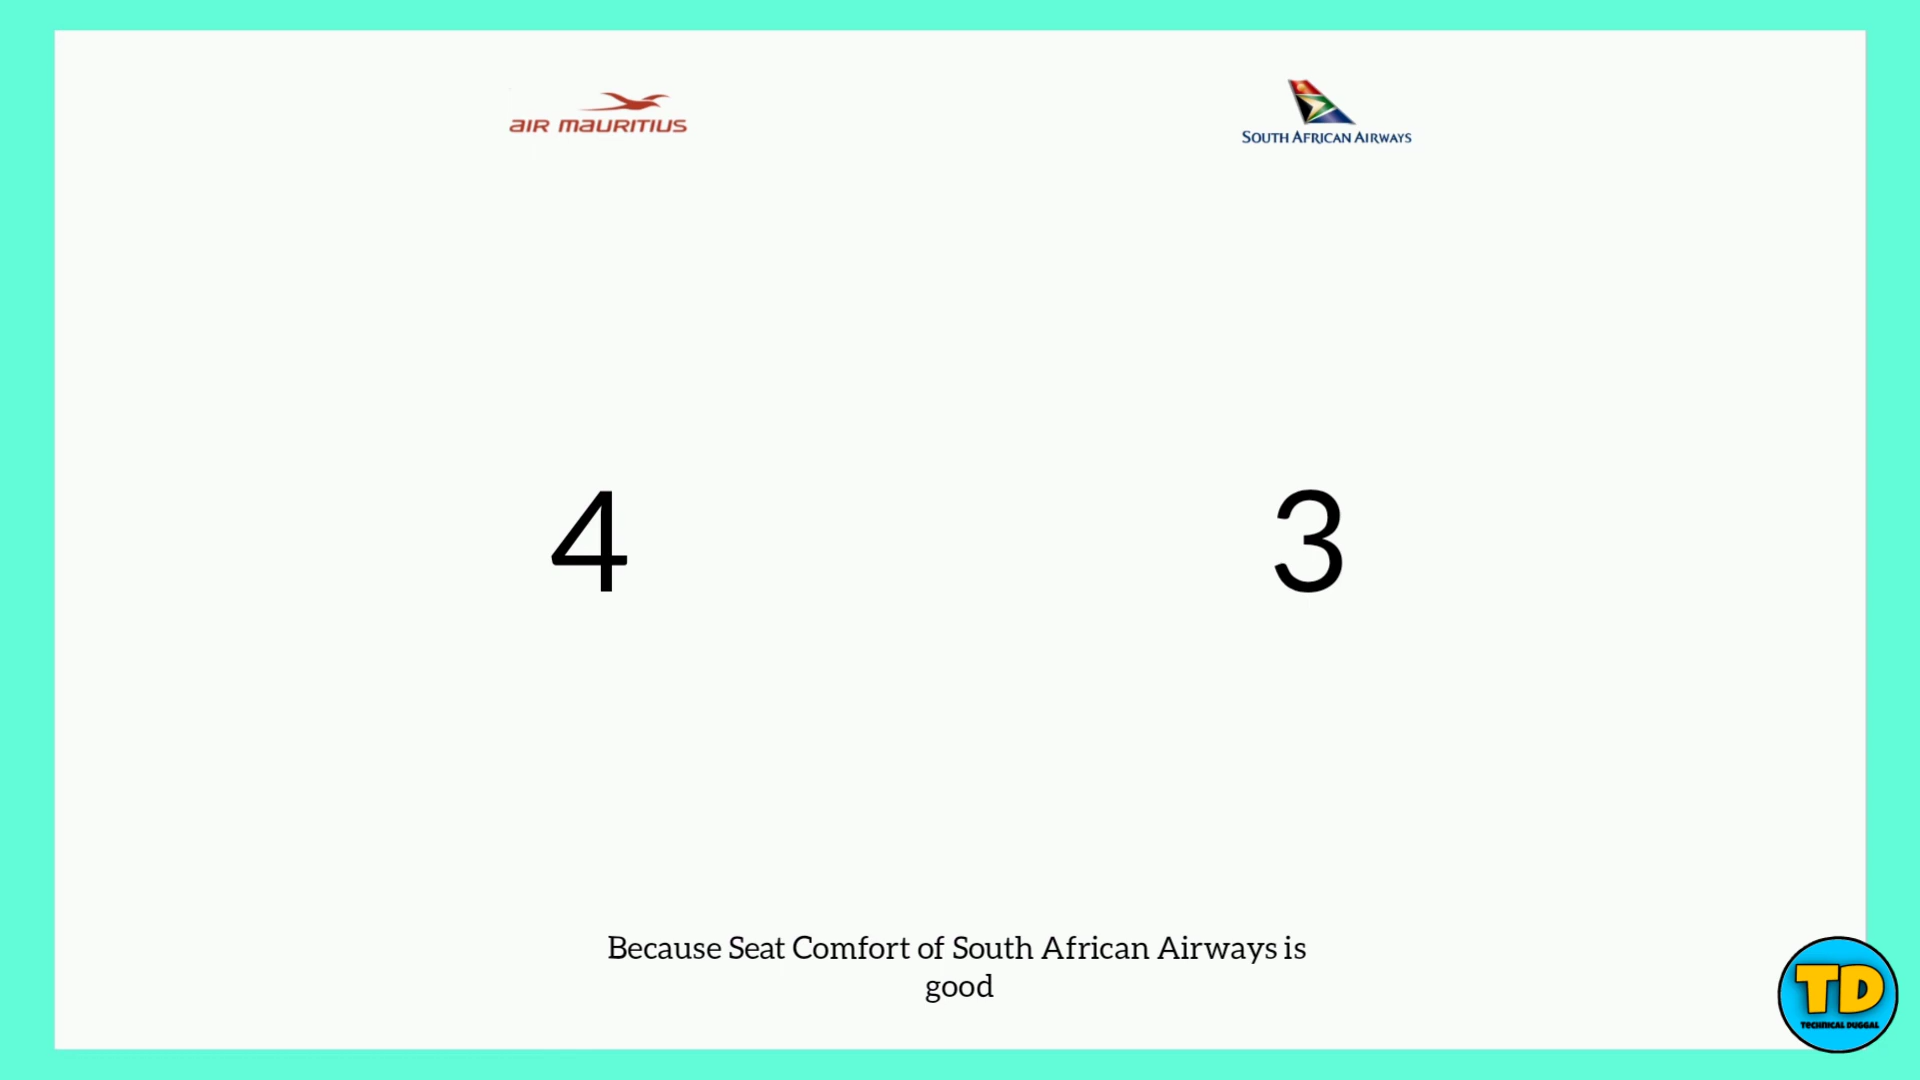 AIR MAURITIUS
SOUTH AFRICAN AIRWAYS
4
3
Because Seat Comfort of South African Airways is
good
TD
TECHNICAL DUGGAL